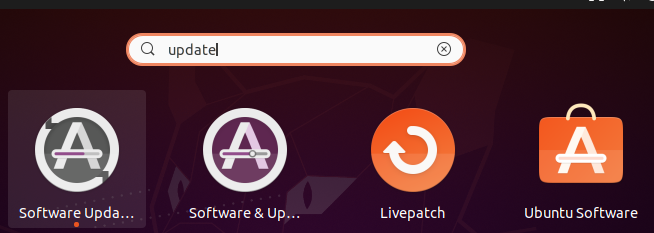 update
Software Upda...
Software & Up...
Livepatch
Ubuntu Software